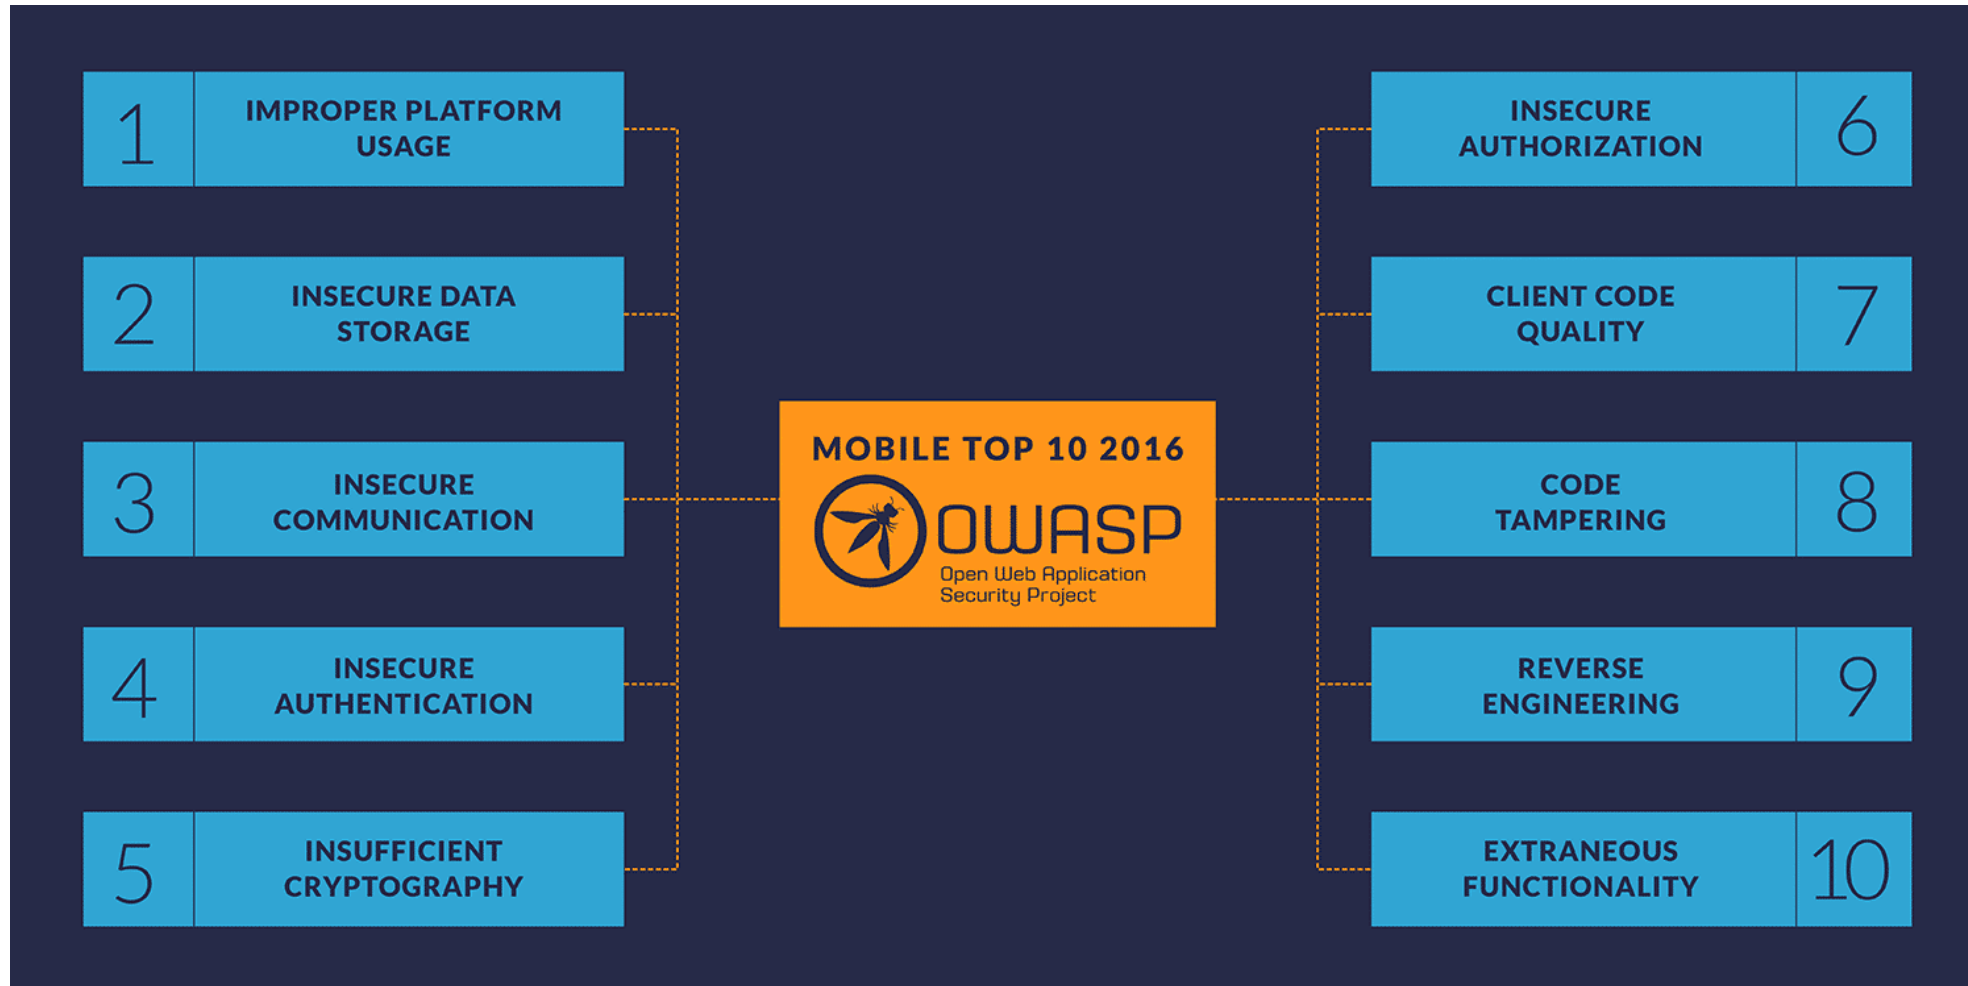 1
IMPROPER PLATFORM
USAGE
2
INSECURE DATA
STORAGE
3
INSECURE
COMMUNICATION
4
INSECURE
AUTHENTICATION
5
INSUFFICIENT
CRYPTOGRAPHY
MOBILE TOP 10 2016
OWASP
Open Web Application
Security Project
INSECURE
AUTHORIZATION
6
CLIENT CODE
QUALITY
7
CODE
TAMPERING
8
REVERSE
ENGINEERING
9
EXTRANEOUS
FUNCTIONALITY
10